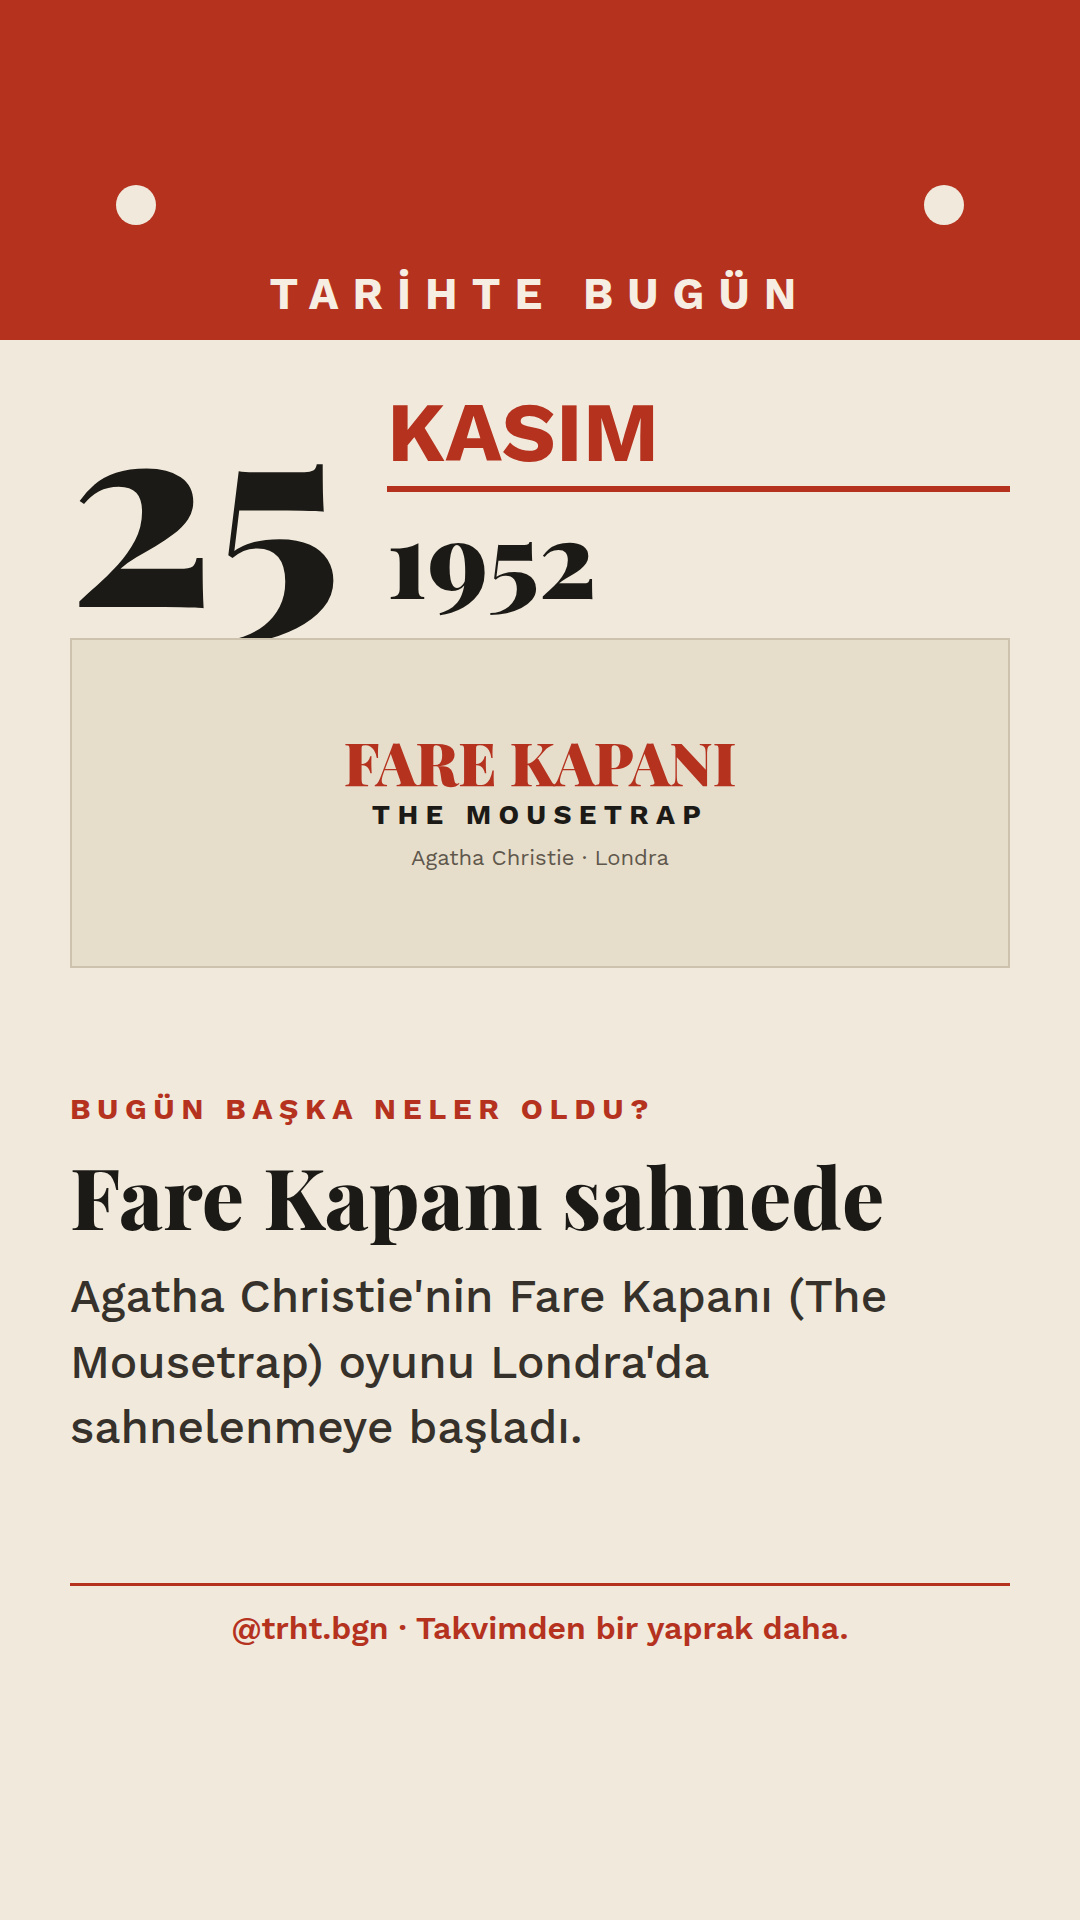 TARİHTE BUGÜN
25
KASIM
1952
FARE KAPANI
THE MOUSETRAP
Agatha Christie · Londra
BUGÜN BAŞKA NELER OLDU?
Fare Kapanı sahnede
Agatha Christie'nin Fare Kapanı (The
Mousetrap) oyunu Londra'da
sahnelenmeye başladı.
@trht.bgn · Takvimden bir yaprak daha.